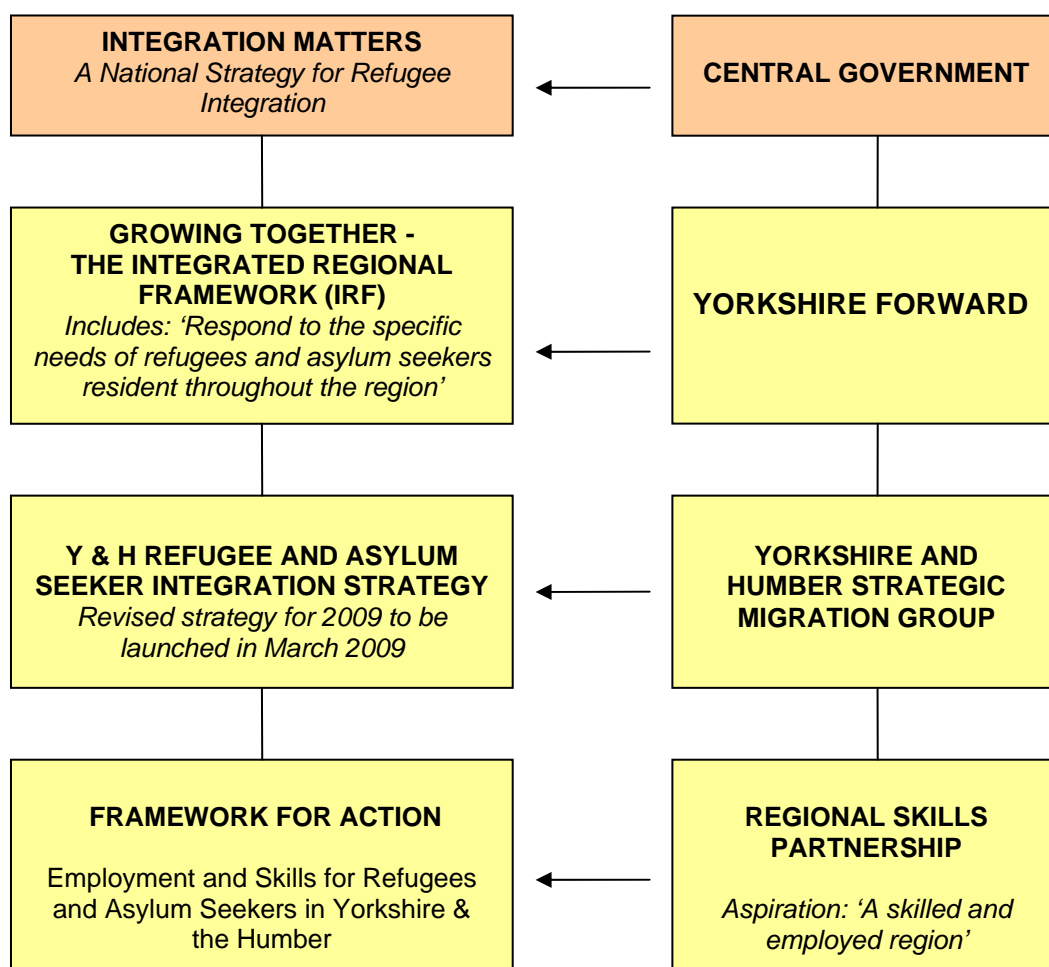 INTEGRATION MATTERS
A National Strategy for Refugee
Integration
CENTRAL GOVERNMENT
GROWING TOGETHER -
THE INTEGRATED REGIONAL
FRAMEWORK (IRF)
Includes: ‘Respond to the specific
needs of refugees and asylum seekers
resident throughout the region’
YORKSHIRE FORWARD
Y & H REFUGEE AND ASYLUM
SEEKER INTEGRATION STRATEGY
Revised strategy for 2009 to be
launched in March 2009
YORKSHIRE AND
HUMBER STRATEGIC
MIGRATION GROUP
FRAMEWORK FOR ACTION
Employment and Skills for Refugees
and Asylum Seekers in Yorkshire &
the Humber
REGIONAL SKILLS
PARTNERSHIP
Aspiration: ‘A skilled and
employed region’